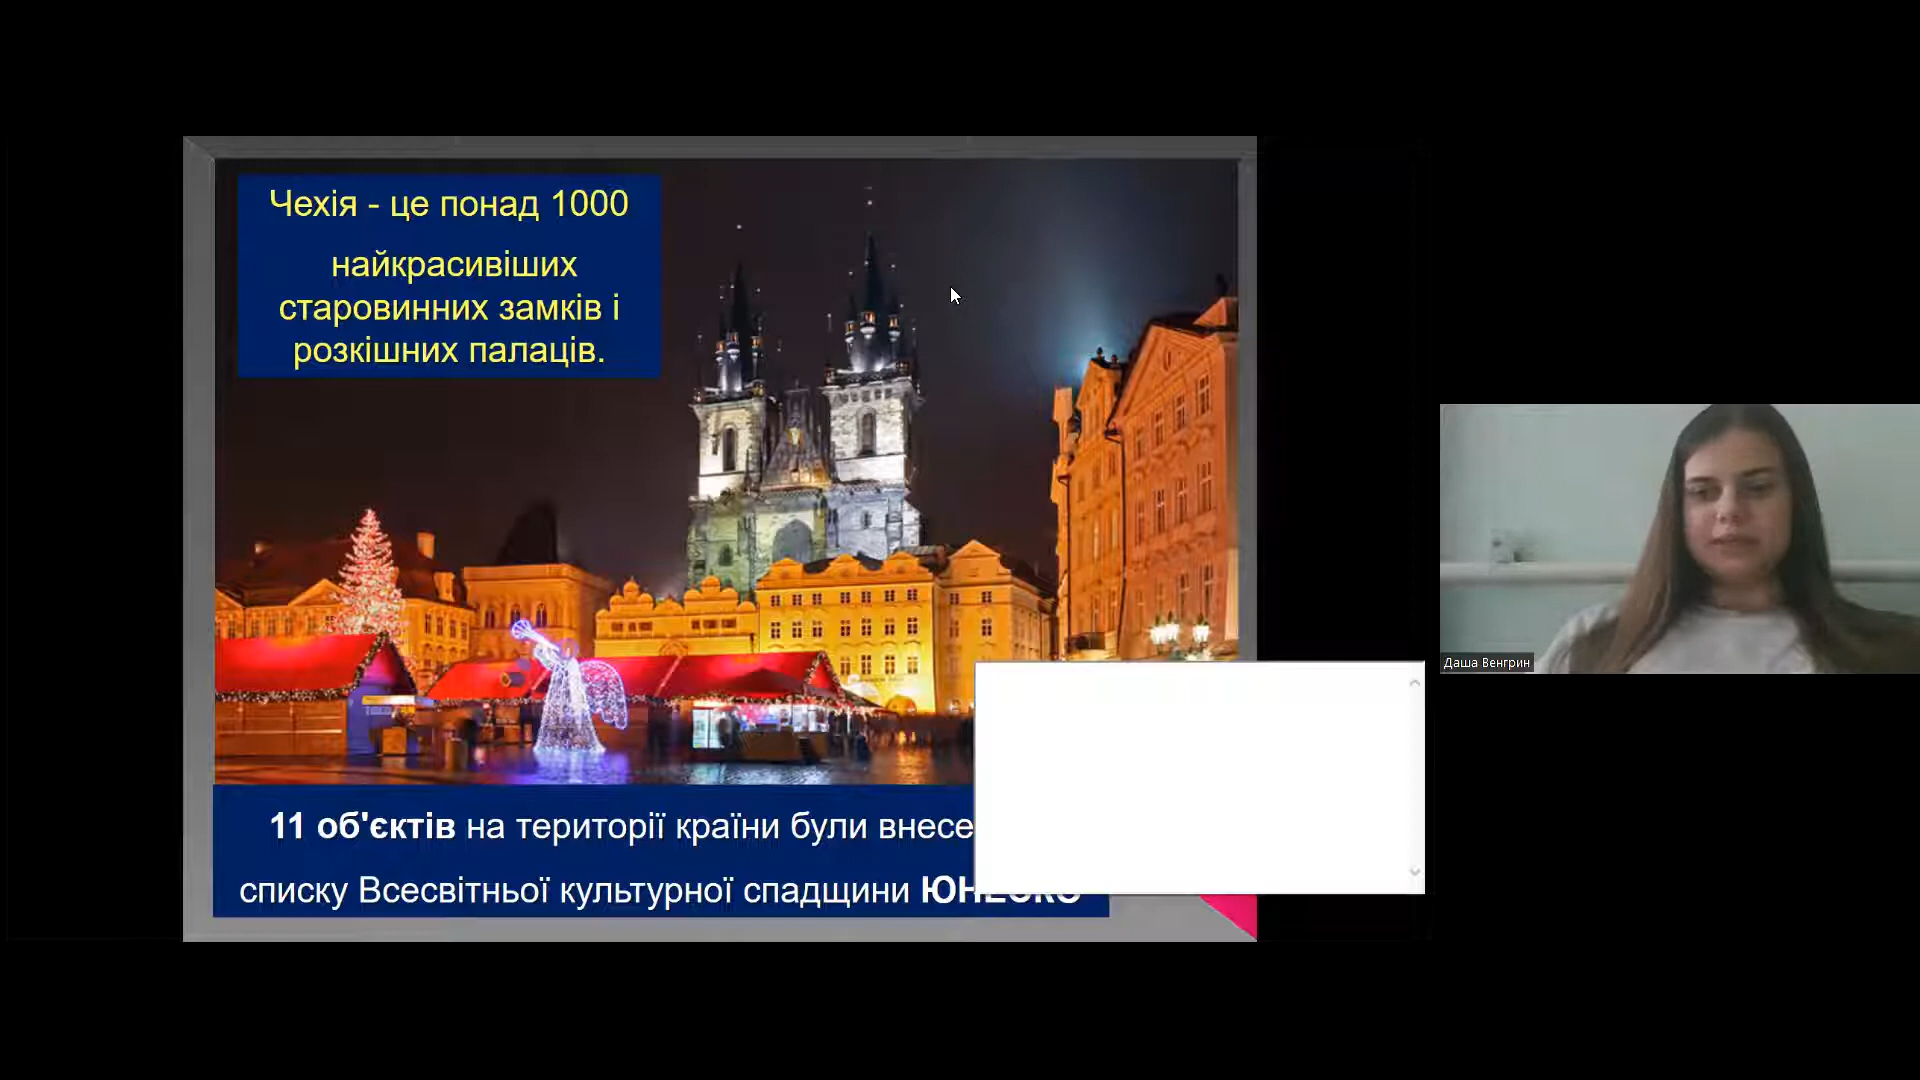 Чехія - це понад 1000
найкрасивіших
старовинних замків і
розкішних палаців.
11 об'єктів на території країни були внесе
списку Всесвітньої культурної спадщини ЮНЕСКО
Даша Венгрин